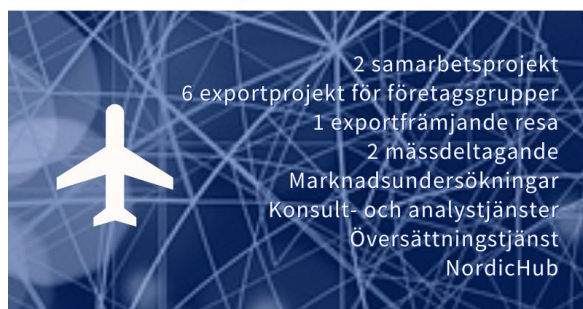 2 samarbetsprojekt
6 exportprojekt för företagsgrupper
1 exportfrämjande resa
2 mässdeltagande
Marknadsundersökningar
Konsult- och analystjänster
Översättningstjänst
NordicHub